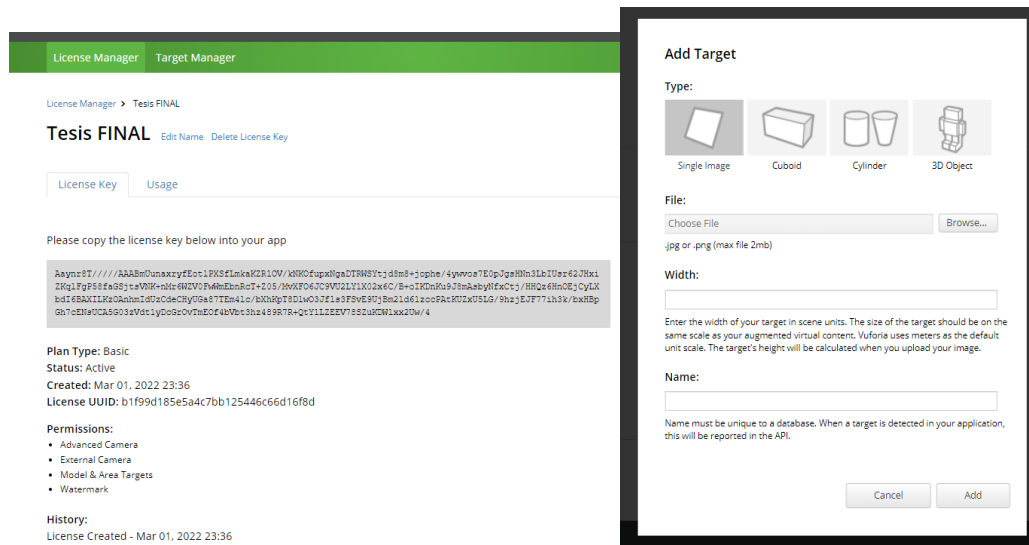 License Manager Target Manager
License Manager > Tesis FINAL
Tesis FINAL Edit Name Delete License Key
License Key Usage
Please copy the license key below into your app
Plan Type: Basic
Status: Active
Created: Mar 01, 2022 23:36
License UUID: b1f99d185e5a4c7bb125446c66d16f8d
Permissions:
• Advanced Camera
• External Camera
• Model & Area Targets
• Watermark
History:
License Created - Mar 01, 2022 23:36
Add Target
Type:
Single Image Cuboid Cylinder 3D Object
File:
Choose File Browse...
.jpg or .png (max file 2mb)
Width:
Enter the width of your target in scene units. The size of the target should be on the
same scale as your augmented virtual content. Vuforia uses meters as the default
unit scale. The target's height will be calculated when you upload your image.
Name:
Name must be unique to a database. When a target is detected in your application,
this will be reported in the API.
Cancel Add